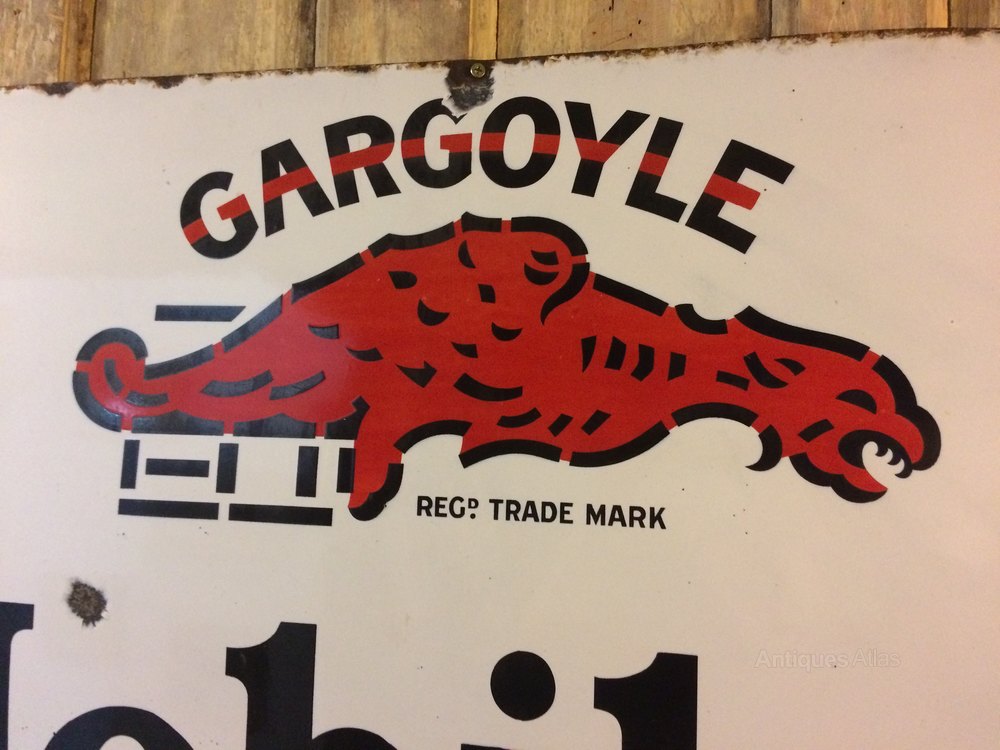 GARGOYLE
REGD. TRADE MARK
Antiques Atlas